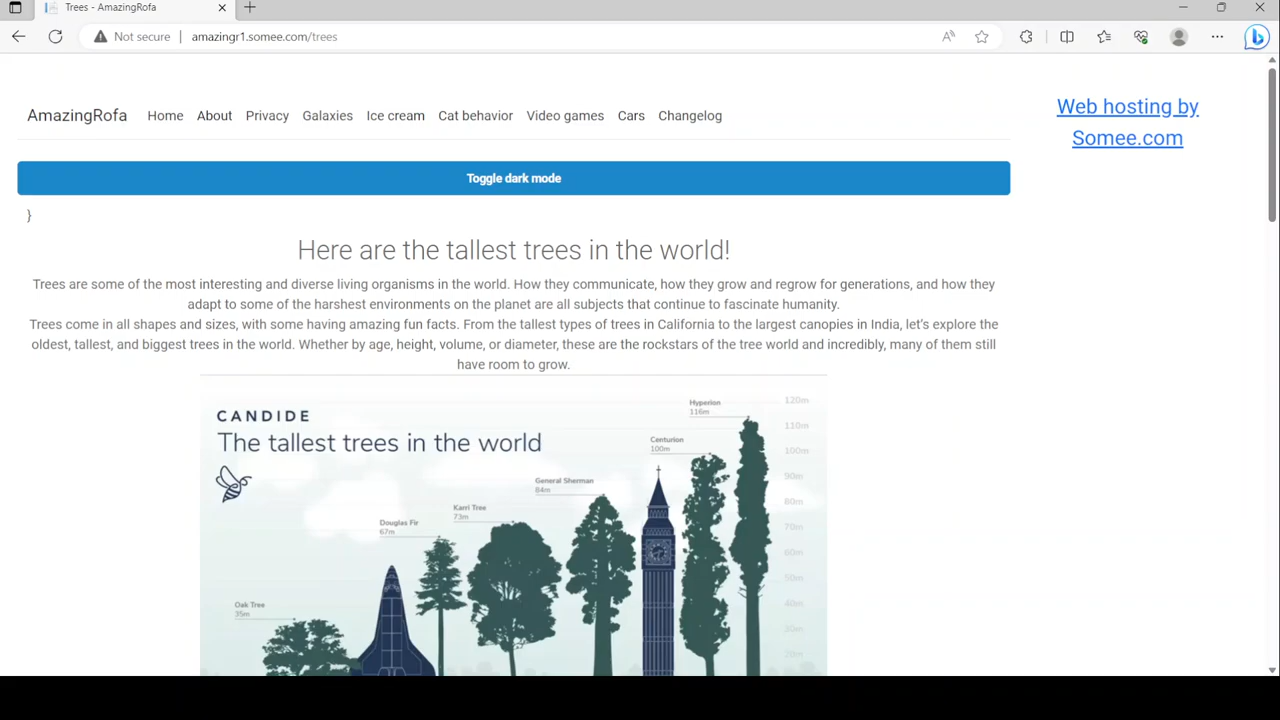 Trees - AmazingRofa
Not secure
amazingr1.somee.com/trees
AmazingRofa Home About Privacy Galaxies Ice cream Cat behavior Video games Cars Changelog
Web hosting by
Somee.com
Toggle dark mode
}
Here are the tallest trees in the world!
Trees are some of the most interesting and diverse living organisms in the world. How they communicate, how they grow and regrow for generations, and how they
adapt to some of the harshest environments on the planet are all subjects that continue to fascinate humanity.
Trees come in all shapes and sizes, with some having amazing fun facts. From the tallest types of trees in California to the largest canopies in India, let's explore the
oldest, tallest, and biggest trees in the world. Whether by age, height, volume, or diameter, these are the rockstars of the tree world and incredibly, many of them still
have room to grow.
CANDIDE
The tallest trees in the world
Hyperion
116m
Centurion
100m
General Sherman
84m
Karri Tree
73m
Douglas Fir
67m
Oak Tree
35m
120m
110m
100m
90m
80m
70m
60m
50m
40m
30m
20m